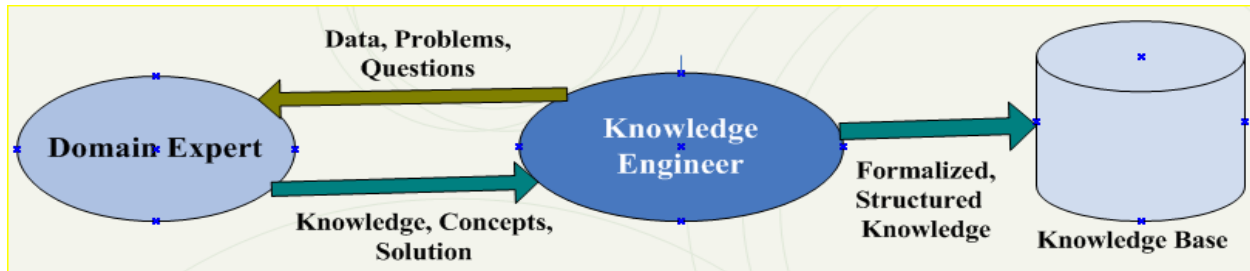 Data, Problems,
Questions
Domain Expert
Knowledge
Engineer
Knowledge, Concepts,
Solution
Formalized,
Structured
Knowledge
Knowledge Base